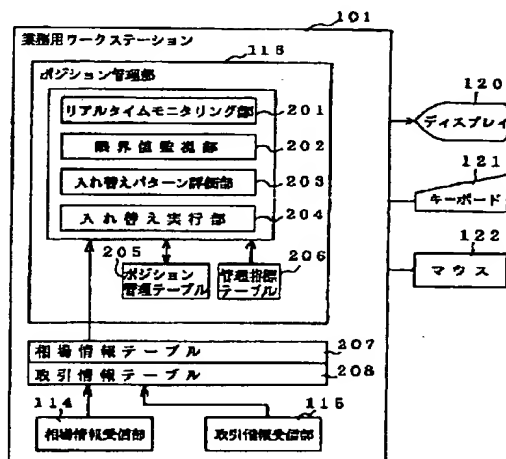 101
業務用ワークステーション
118
ポジション管理部
リアルタイムモニタリング部
201
限界値監視部
202
入れ替えパターン評価部
203
入れ替え実行部
204
205
ポジション
管理テーブル
206
管理指標
テーブル
相場情報テーブル
207
取引情報テーブル
208
114
相場情報受信部
115
取引情報受信部
120
ディスプレイ
121
キーボード
122
マウス